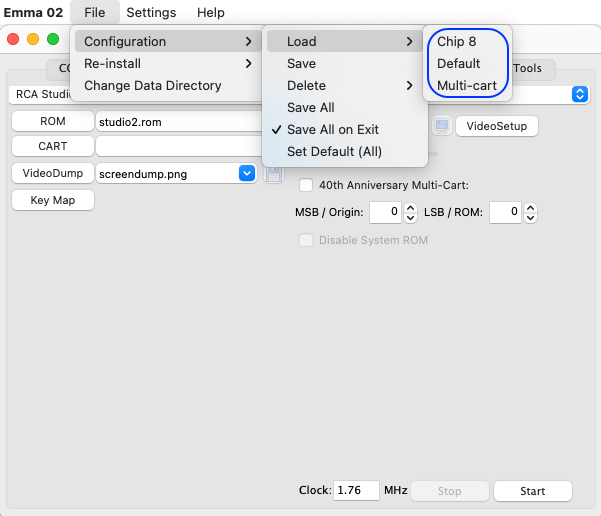 Emma 02 File Settings Help
Configuration
Re-install
Change Data Directory
Load
Save
Delete
Save All
Save All on Exit
Set Default (All)
Chip 8
Default
Multi-cart
Tools
ROM studio2.rom
CART
VideoDump screendump.png
Key Map
VideoSetup
40th Anniversary Multi-Cart:
MSB / Origin: 0 LSB / ROM: 0
Disable System ROM
Clock: 1.76 MHz Stop Start